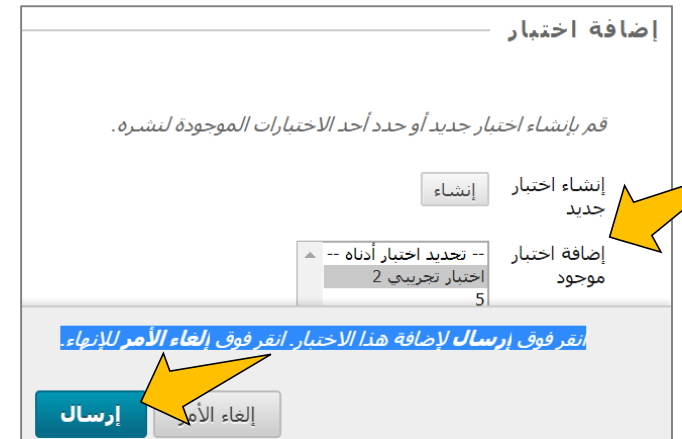 إضافة اختبار
قم بإنشاء اختبار جديد أو حدد أحد الاختبارات الموجودة لنشره.
إنشاء اختبار جديد
إنشاء
إضافة اختبار موجود
-- تحديد اختبار أدناه --
اختبار تجريبي 2
5
انقر فوق إرسال لإضافة هذا الاختبار. انقر فوق إلغاء الأمر للإنهاء.
إلغاء الأمر
إرسال